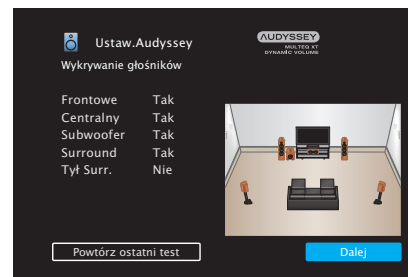 Ustaw.Audyssey
AUDYSSEY
MULTEQ XT
DYNAMIC VOLUME
Wykrywanie głośników
Frontowe Tak
Centralny Tak
Subwoofer Tak
Surround Tak
Tył Surr. Nie
Powtórz ostatni test
Dalej